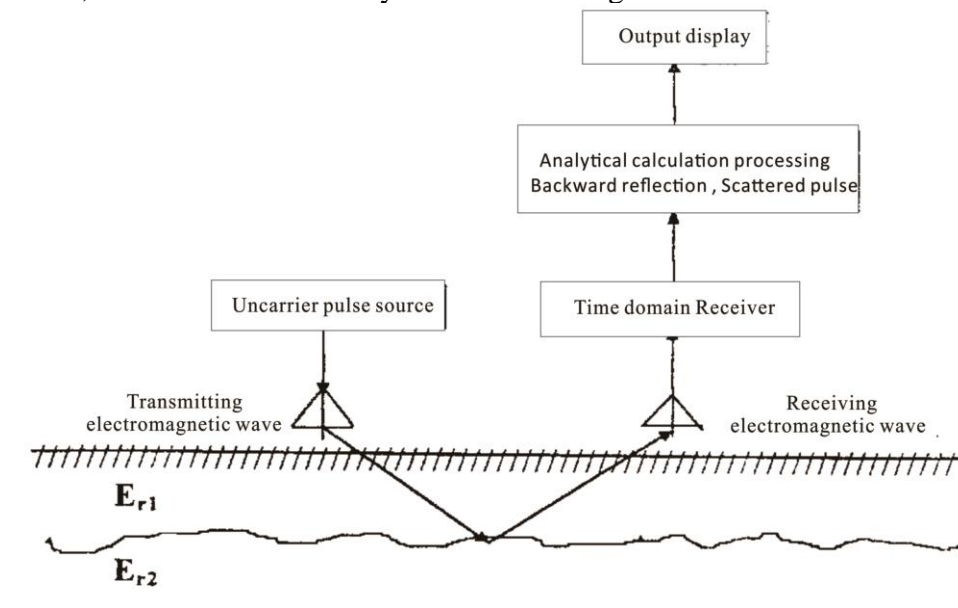 Output display
Analytical calculation processing
Backward reflection , Scattered pulse
Uncarrier pulse source
Time domain Receiver
Transmitting
electromagnetic wave
Receiving
electromagnetic wave
Er1
Er2